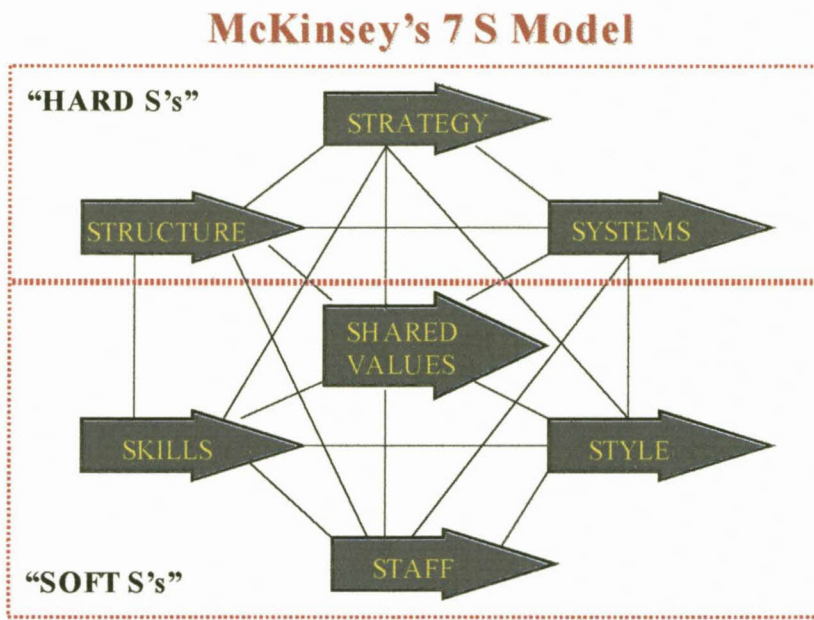 McKinsey's 7 S Model
"HARD S's"
STRATEGY
STRUCTURE
SYSTEMS
SHARED
VALUES
SKILLS
STYLE
STAFF
"SOFT S's"